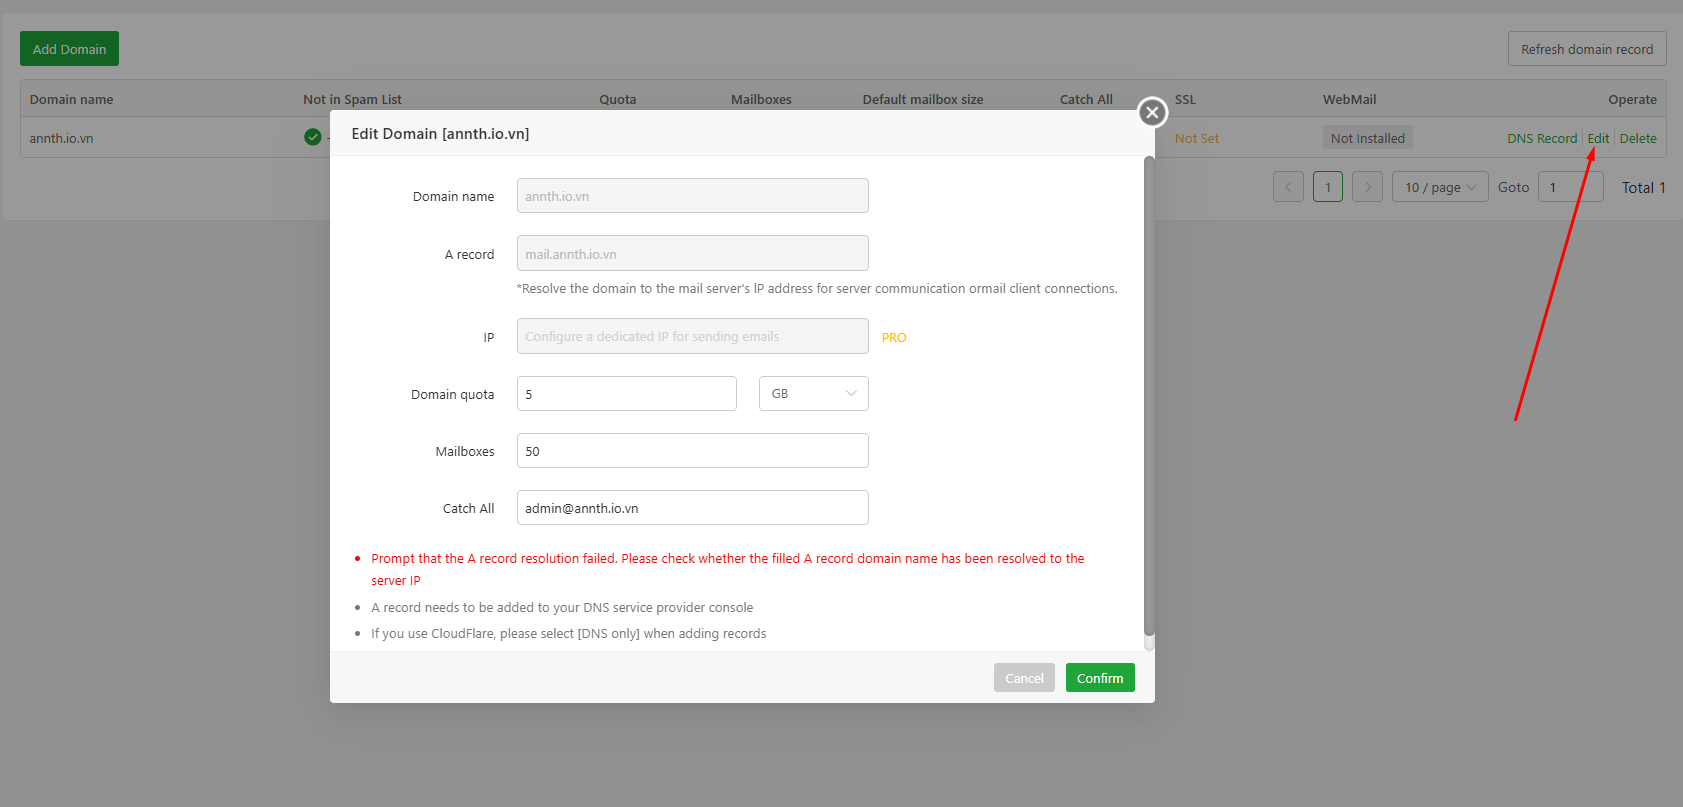 Add Domain
Refresh domain record
Domain name Not in Spam List Quota Mailboxes Default mailbox size Catch All SSL WebMail Operate
annth.io.vn Not Set Not Installed DNS Record Edit Delete
1 10 / page Goto 1 Total 1
Edit Domain [annth.io.vn]
Domain name annth.io.vn
A record mail.annth.io.vn
*Resolve the domain to the mail server's IP address for server communication ormail client connections.
IP Configure a dedicated IP for sending emails PRO
Domain quota 5 GB
Mailboxes 50
Catch All admin@annth.io.vn
Prompt that the A record resolution failed. Please check whether the filled A record domain name has been resolved to the
server IP
A record needs to be added to your DNS service provider console
If you use CloudFlare, please select [DNS only] when adding records
Cancel Confirm